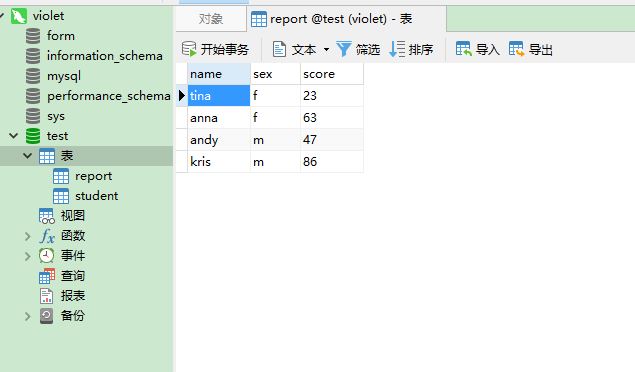 violet
form
information_schema
mysql
performance_schema
sys
test
表
report
student
视图
fx 函数
事件
查询
报表
备份
对象
report @test (violet) - 表
开始事务 文本 筛选 排序 导入 导出
name sex score
tina f 23
anna f 63
andy m 47
kris m 86